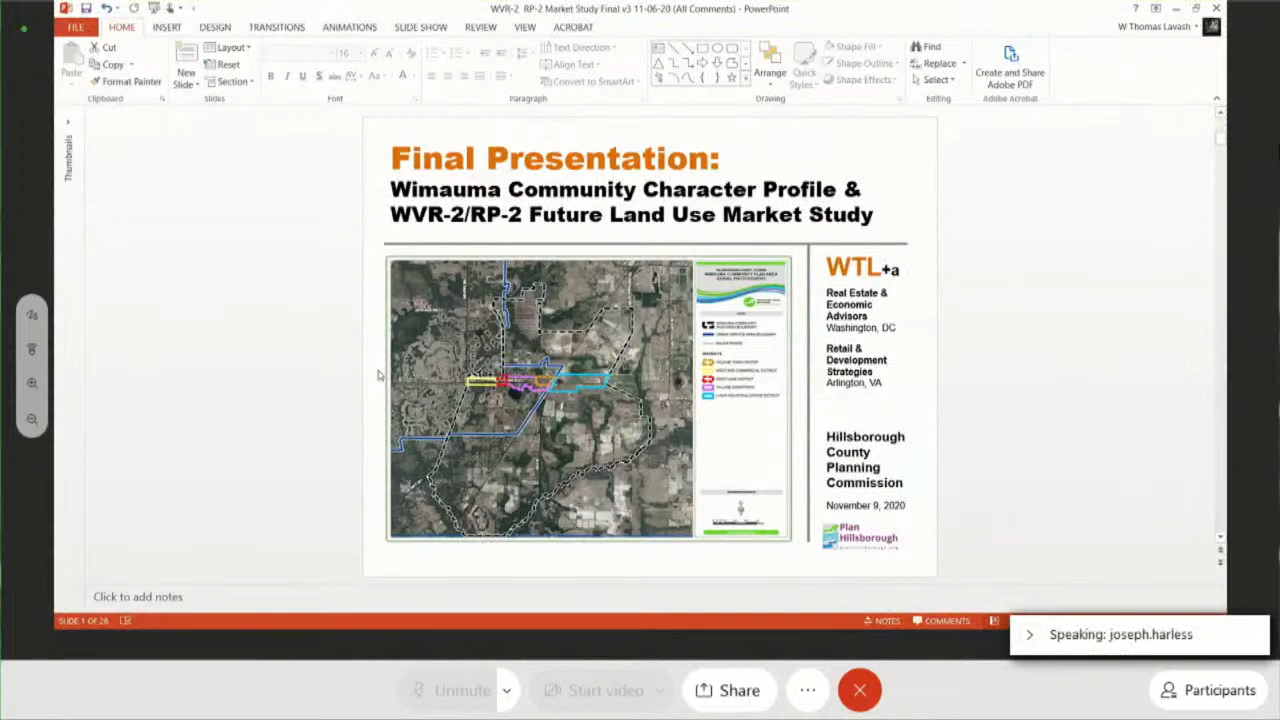 WVR-2 RP-2 Market Study Final v3 11-06-20 (All Comments) - PowerPoint
FILE HOME INSERT DESIGN TRANSITIONS ANIMATIONS SLIDE SHOW REVIEW VIEW ACROBAT
W Thomas Lavash
Paste
Cut
Copy
Format Painter
Clipboard
New
Slide
Layout
Reset
Section
Slides
16
Font
Text Direction
Align Text
Convert to SmartArt
Paragraph
Arrange
Quick
Styles
Shape Fill
Shape Outline
Shape Effects
Drawing
Find
Replace
Select
Editing
Create and Share
Adobe PDF
Adobe Acrobat
Thumbnails
Final Presentation:
Wimauma Community Character Profile &
WVR-2/RP-2 Future Land Use Market Study
WTL+a
Real Estate &
Economic
Advisors
Washington, DC
Retail &
Development
Strategies
Arlington, VA
Hillsborough
County
Planning
Commission
November 9, 2020
Plan
Hillsborough
planhillsborough.org
Click to add notes
SLIDE 1 OF 28
NOTES
COMMENTS
Speaking: joseph.harless
Unmute
Start video
Share
Participants